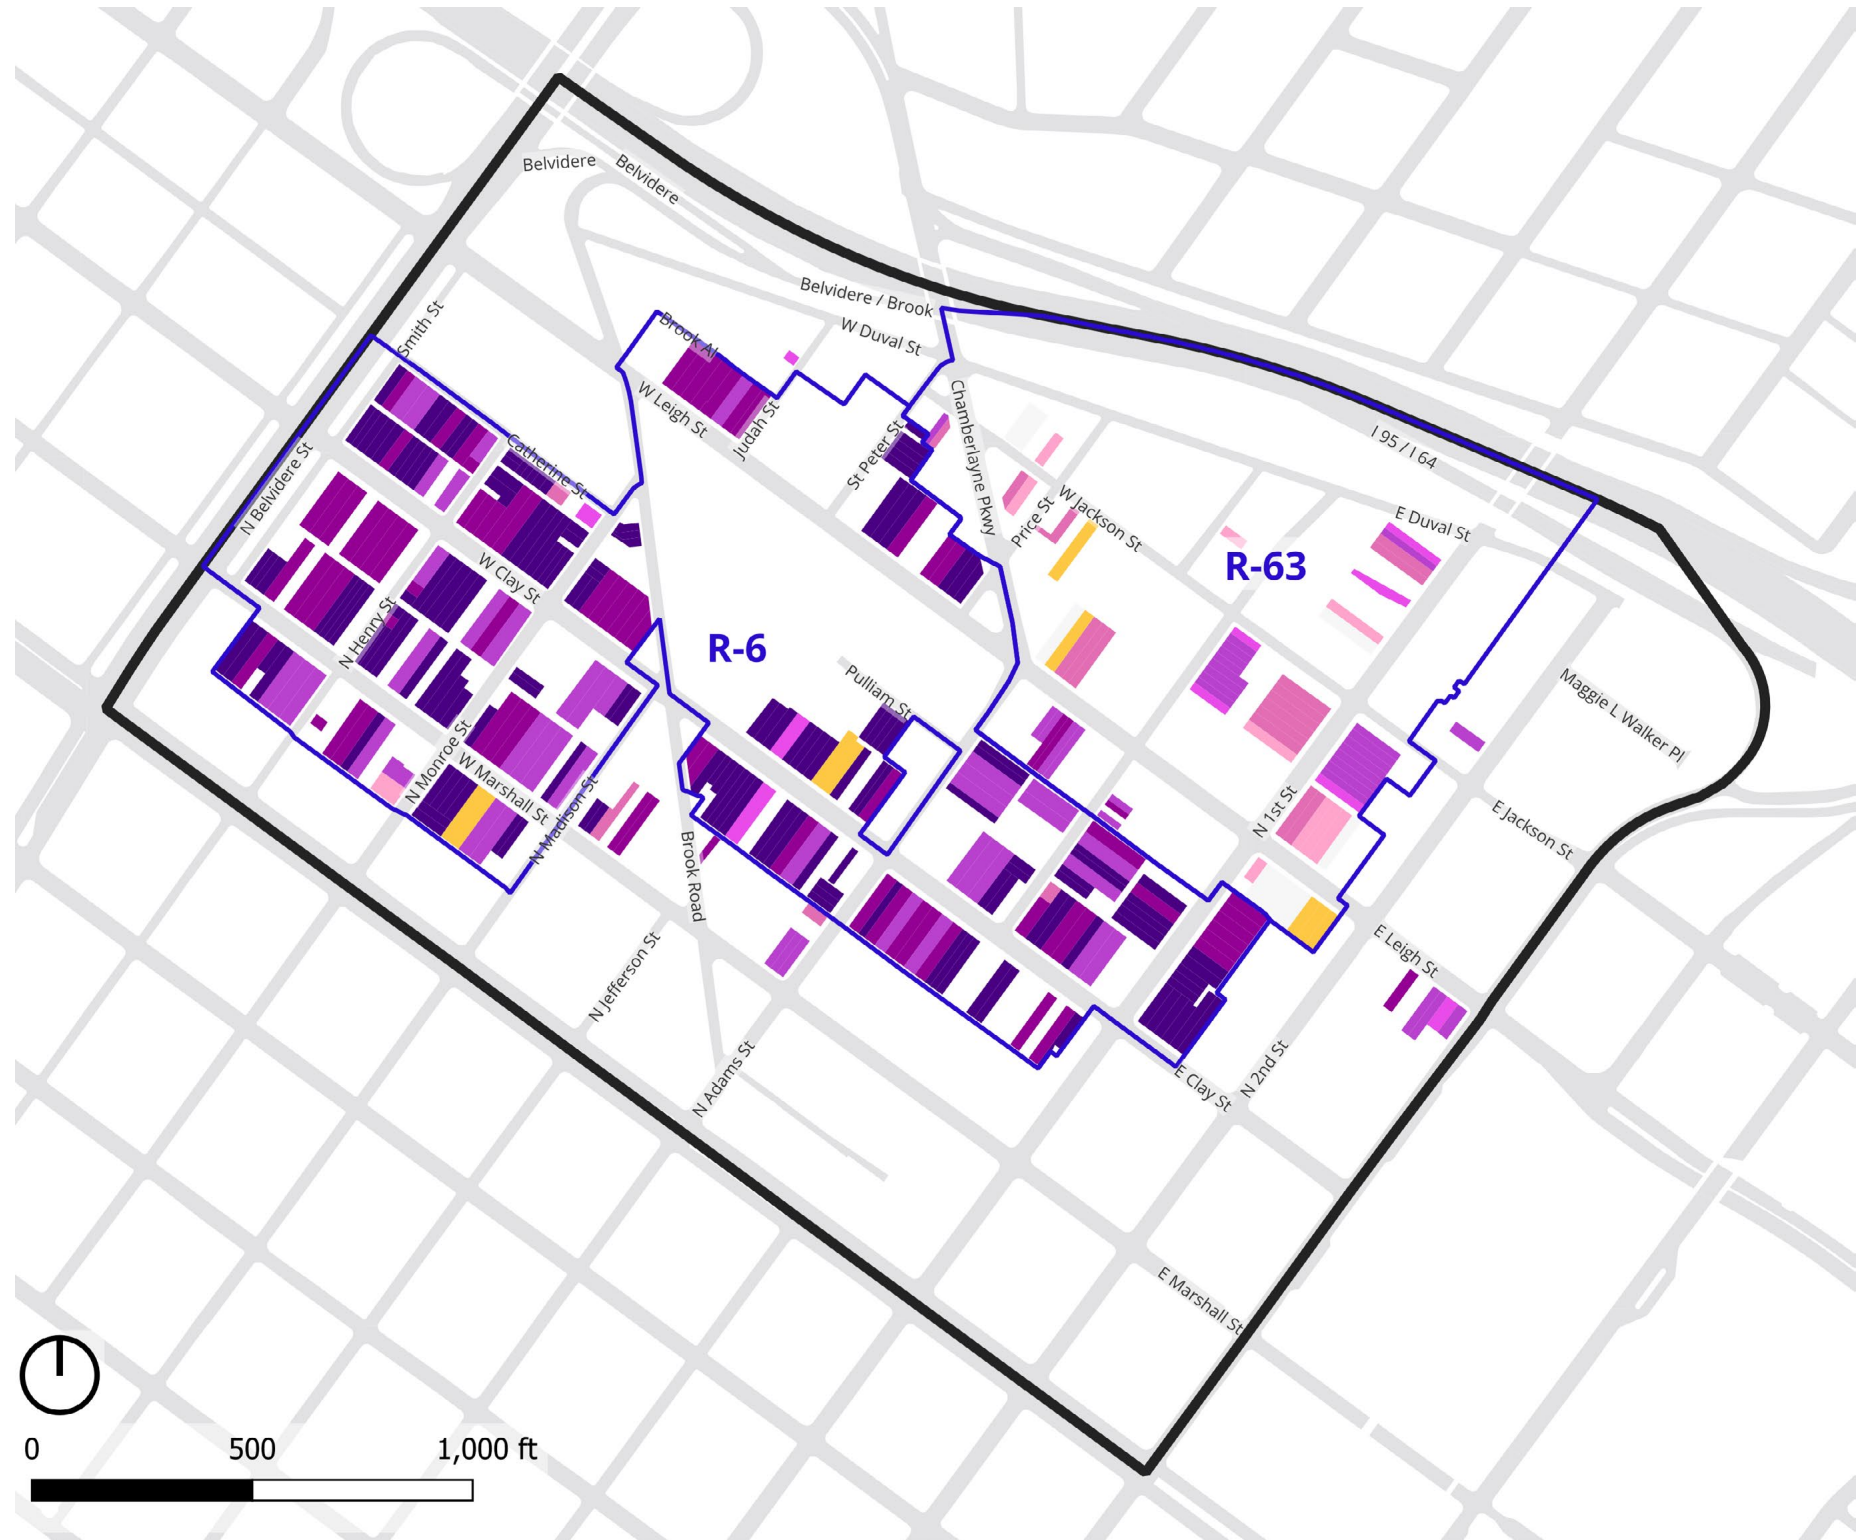 Belvidere
Belvidere
Belvidere / Brook
W Duval St
Smith St
Brook Al
W Leigh St
Judah St
St Peter St
Chamberlayne Pkwy
I 95 / I 64
N Belvidere St
Catherine St
Price St
W Jackson St
E Duval St
R-63
W Clay St
N Henry St
R-6
Pulliam St
Maggie L Walker Pl
N Monroe St
W Marshall St
N Madison St
Brook Road
N 1st St
E Jackson St
N Jefferson St
E Leigh St
N Adams St
E Clay St
N 2nd St
E Marshall St
0 500 1,000 ft